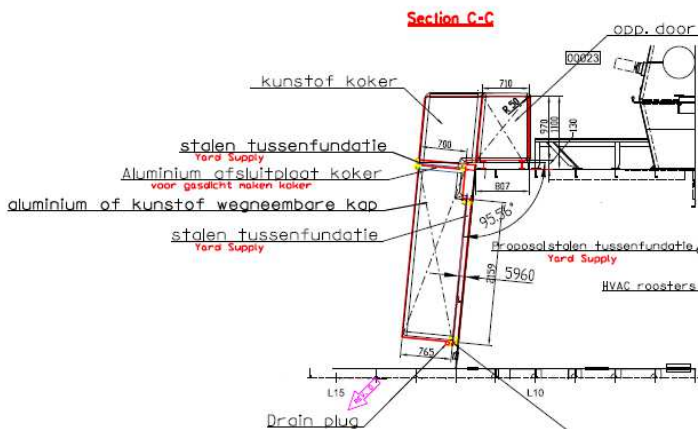 Section C-C
opp. door
00023
kunstof koker
710
R.50
970
1100
130
stalen tussenfundatie
Yard Supply
700
Aluminium afsluitplaat koker
voor gasdicht maken koker
807
aluminium of kunstof wegneembare kap
95.56°
stalen tussenfundatie
Yard Supply
Proposal stalen tussenfundatie
Yard Supply
2159
5960
HVAC roosters
765
L15
L10
Drain plug